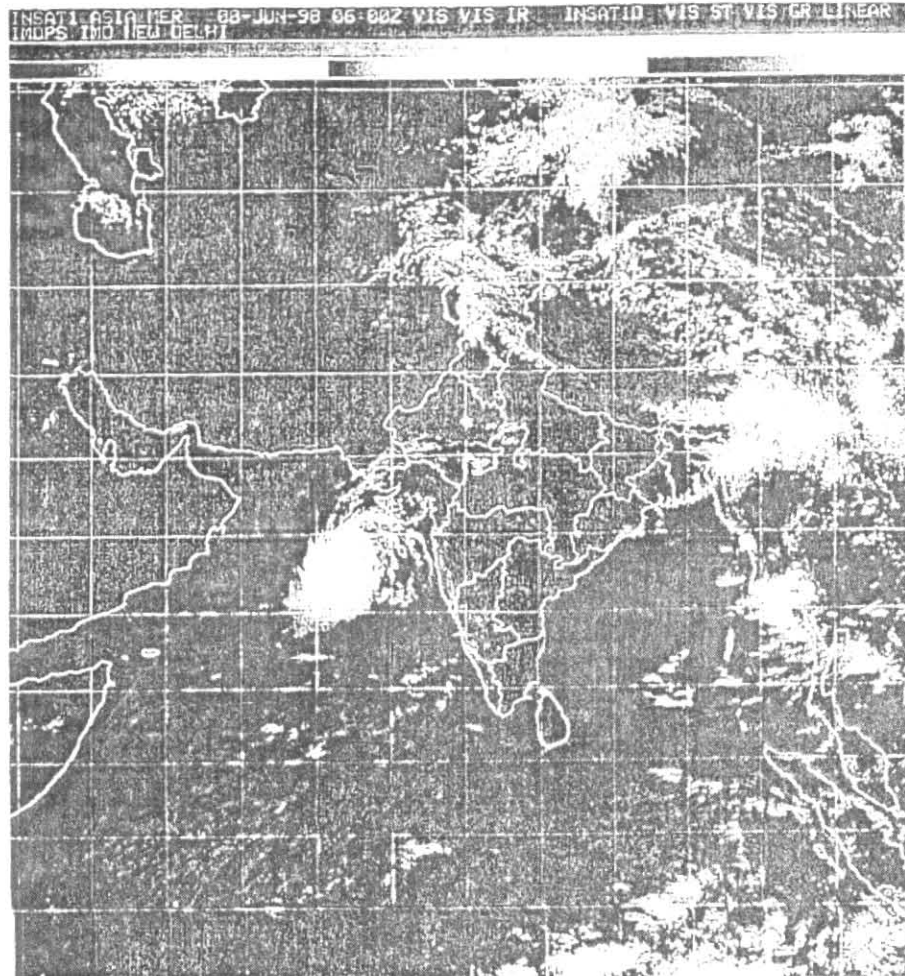 INSAT1 ASIA MER 08-JUN-98 06:00Z VIS VIS IR INSAT1D VIS ST VIS GR LINEAR
IMDPS IMD NEW DELHI